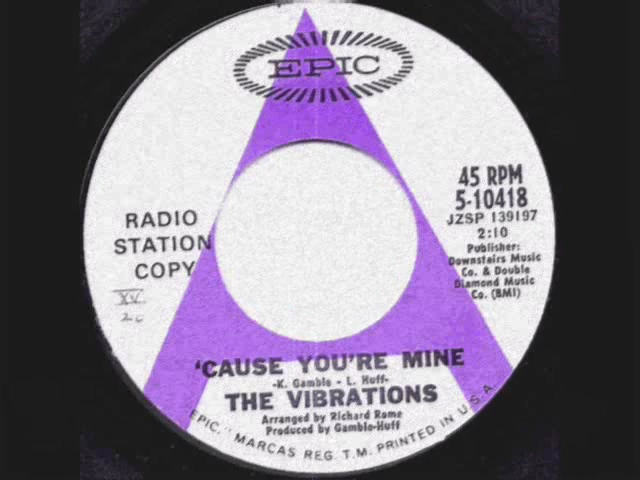 EPIC
45 RPM
5-10418
JZSP 139197
2:10
Publisher:
Downstairs Music
Co. & Double
Diamond Music
Co. (BMI)
RADIO
STATION
COPY
XV
20
'CAUSE YOU'RE MINE
-K. Gamble - L. Huff-
THE VIBRATIONS
Arranged by Richard Rome
Produced by Gamble-Huff
"EPIC," MARCAS REG. T.M. PRINTED IN U.S.A.